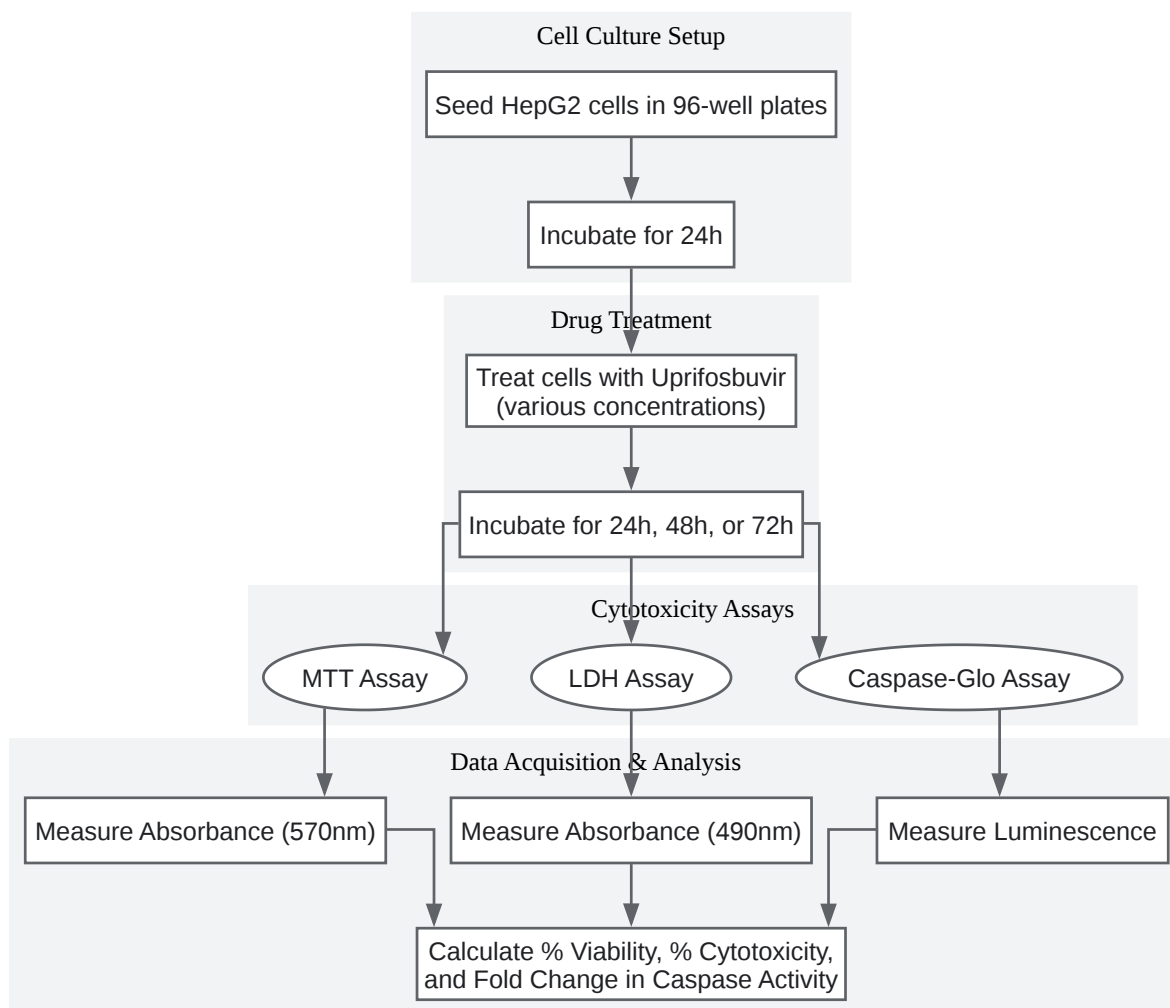 Cell Culture Setup
Seed HepG2 cells in 96-well plates
Incubate for 24h
Drug Treatment
Treat cells with Uprifosbuvir
(various concentrations)
Incubate for 24h, 48h, or 72h
Cytotoxicity Assays
MTT Assay
LDH Assay
Caspase-Glo Assay
Data Acquisition & Analysis
Measure Absorbance (570nm)
Measure Absorbance (490nm)
Measure Luminescence
Calculate % Viability, % Cytotoxicity,
and Fold Change in Caspase Activity